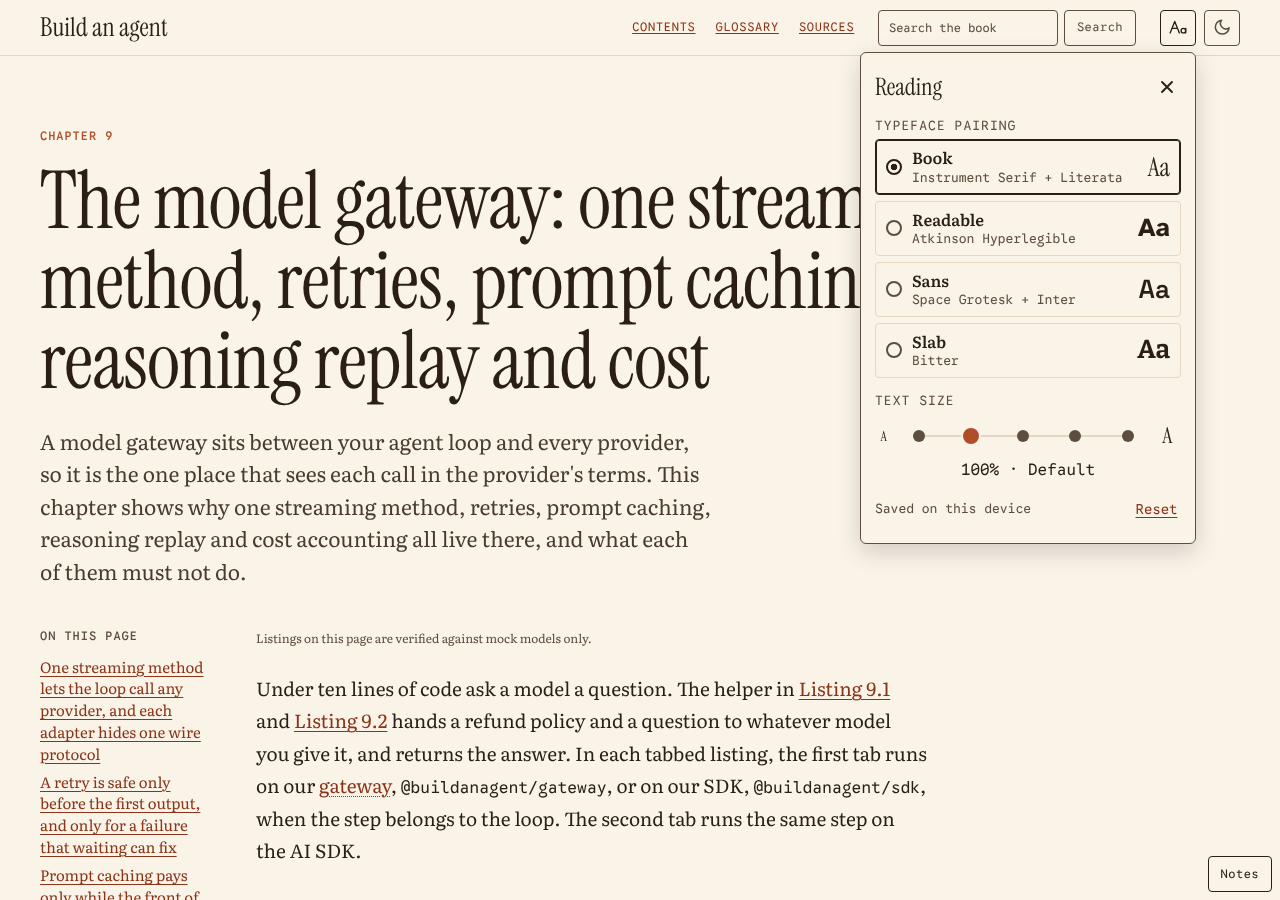 Build an agent
CONTENTS GLOSSARY SOURCES Search the book Search Aa
CHAPTER 9
The model gateway: one stream
method, retries, prompt cachin
reasoning replay and cost
A model gateway sits between your agent loop and every provider,
so it is the one place that sees each call in the provider's terms. This
chapter shows why one streaming method, retries, prompt caching,
reasoning replay and cost accounting all live there, and what each
of them must not do.
Reading
TYPEFACE PAIRING
Book
Instrument Serif + Literata
Aa
Readable
Atkinson Hyperlegible
Aa
Sans
Space Grotesk + Inter
Aa
Slab
Bitter
Aa
TEXT SIZE
A A
100% · Default
Saved on this device Reset
ON THIS PAGE
One streaming method
lets the loop call any
provider, and each
adapter hides one wire
protocol
A retry is safe only
before the first output,
and only for a failure
that waiting can fix
Prompt caching pays
only while the front of
Listings on this page are verified against mock models only.
Under ten lines of code ask a model a question. The helper in Listing 9.1
and Listing 9.2 hands a refund policy and a question to whatever model
you give it, and returns the answer. In each tabbed listing, the first tab runs
on our gateway, @buildanagent/gateway, or on our SDK, @buildanagent/sdk,
when the step belongs to the loop. The second tab runs the same step on
the AI SDK.
Notes